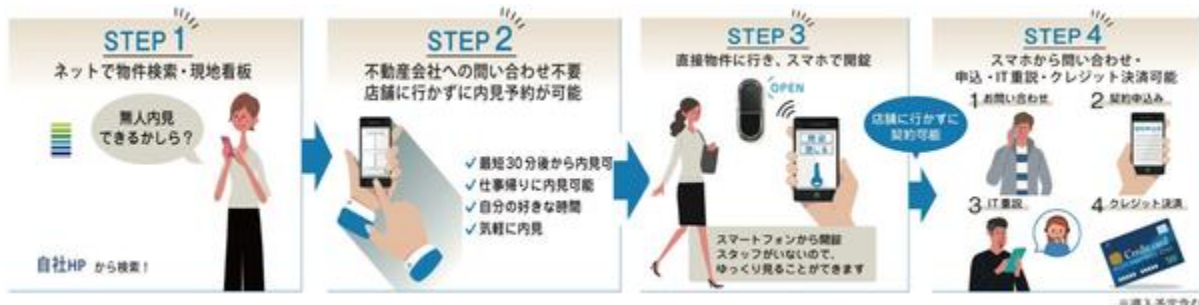 STEP 1
ネットで物件検索・現地看板
無人内見
できるかしら？
自社HP から検索！
STEP 2
不動産会社への問い合わせ不要
店舗に行かずに内見予約が可能
✓最短30分後から内見可
✓仕事帰りに内見可能
✓自分の好きな時間
✓気軽に内見
STEP 3
直接物件に行き、スマホで開錠
OPEN
スマートフォンから開錠
スタッフがいないので、
ゆっくり見ることができます
店舗に行かずに
契約可能
STEP 4
スマホから問い合わせ・
申込・IT重説・クレジット決済可能
1 お問い合わせ
2 契約申込み
3 IT重説
4 クレジット決済
Credit card
※導入予定含む